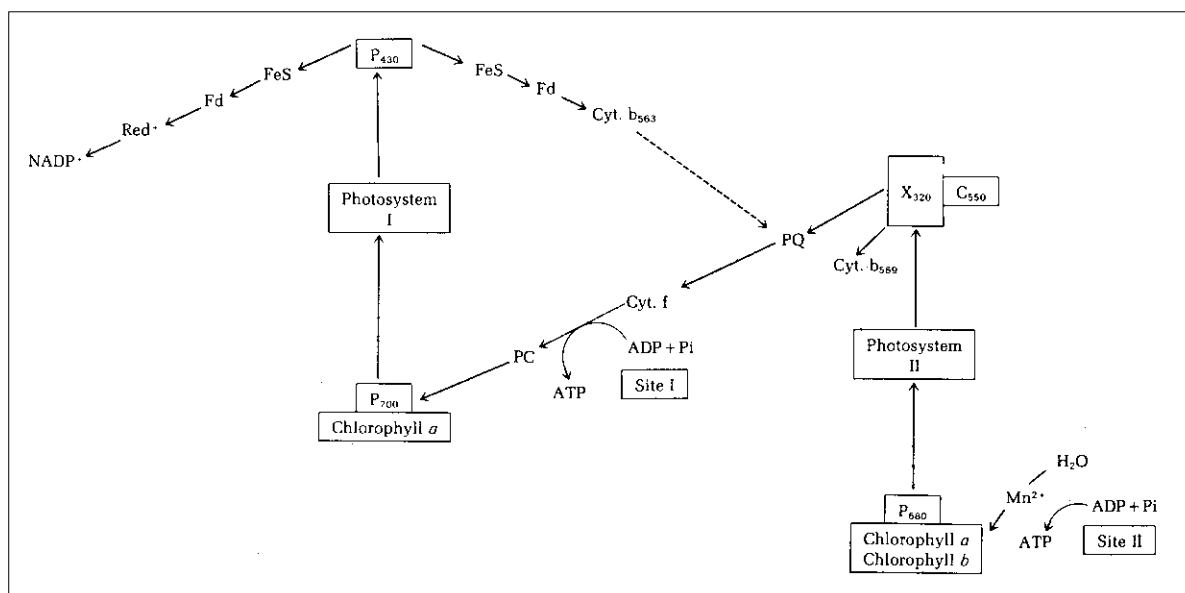 P₄₃₀
FeS
FeS
Fd
Fd
Red⁺
Cyt. b₅₆₃
NADP⁺
Photosystem
I
X₃₂₀
C₅₅₀
PQ
Cyt. b₅₆₉
Cyt. f
ADP + Pi
PC
ATP
Site I
Photosystem
II
P₇₀₀
Chlorophyll a
H₂O
Mn²⁺
P₆₈₀
ADP + Pi
Chlorophyll a
ATP
Site II
Chlorophyll b